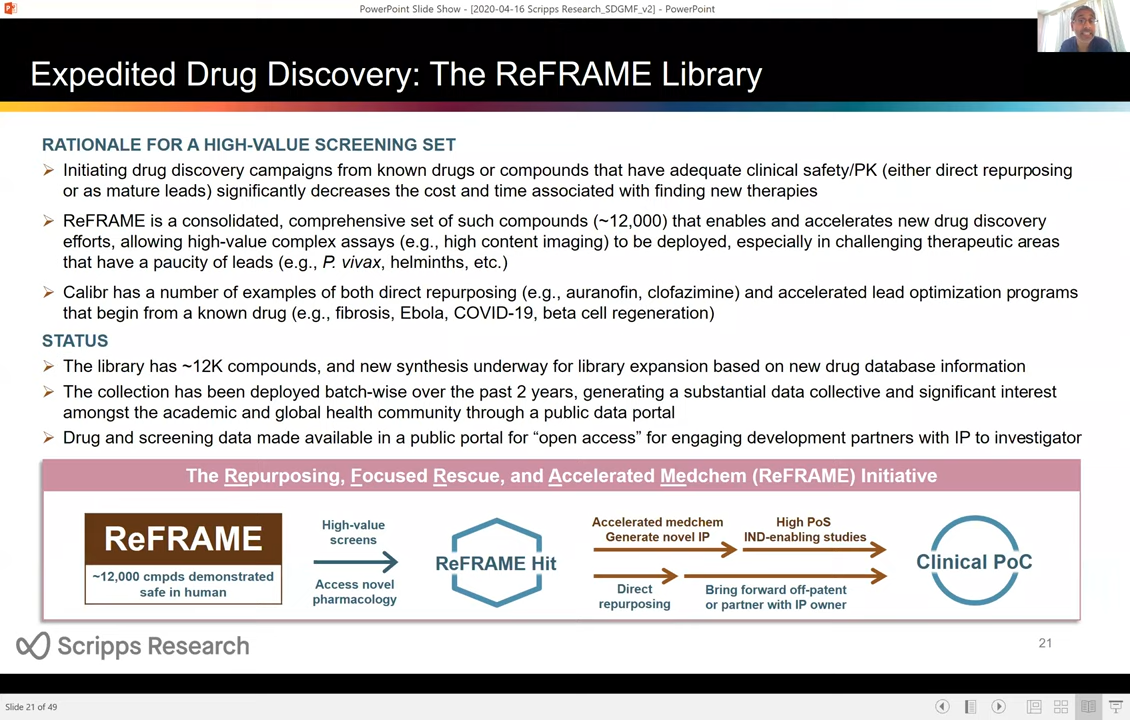 PowerPoint Slide Show - [2020-04-16 Scripps Research_SDGMF_v2] - PowerPoint
Expedited Drug Discovery: The ReFRAME Library
RATIONALE FOR A HIGH-VALUE SCREENING SET
➢ Initiating drug discovery campaigns from known drugs or compounds that have adequate clinical safety/PK (either direct repurposing
or as mature leads) significantly decreases the cost and time associated with finding new therapies
➢ ReFRAME is a consolidated, comprehensive set of such compounds (~12,000) that enables and accelerates new drug discovery
efforts, allowing high-value complex assays (e.g., high content imaging) to be deployed, especially in challenging therapeutic areas
that have a paucity of leads (e.g., P. vivax, helminths, etc.)
➢ Calibr has a number of examples of both direct repurposing (e.g., auranofin, clofazimine) and accelerated lead optimization programs
that begin from a known drug (e.g., fibrosis, Ebola, COVID-19, beta cell regeneration)
STATUS
➢ The library has ~12K compounds, and new synthesis underway for library expansion based on new drug database information
➢ The collection has been deployed batch-wise over the past 2 years, generating a substantial data collective and significant interest
amongst the academic and global health community through a public data portal
➢ Drug and screening data made available in a public portal for “open access” for engaging development partners with IP to investigator
The Repurposing, Focused Rescue, and Accelerated Medchem (ReFRAME) Initiative
ReFRAME
~12,000 cmpds demonstrated
safe in human
High-value
screens
Access novel
pharmacology
ReFRAME Hit
Accelerated medchem
Generate novel IP
High PoS
IND-enabling studies
Direct
repurposing
Bring forward off-patent
or partner with IP owner
Clinical PoC
Scripps Research
21
Slide 21 of 49